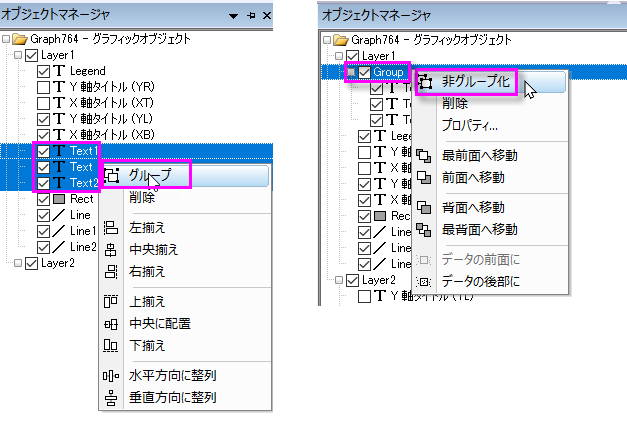 オブジェクトマネージャ
Graph764 - グラフィックオブジェクト
Layer1
Legend
Y 軸タイトル (YR)
X 軸タイトル (XT)
Y 軸タイトル (YL)
X 軸タイトル (XB)
Text1
Text
Text2
Rect
Line
Line1
Line2
Layer2
グループ
削除
左揃え
中央揃え
右揃え
上揃え
中央に配置
下揃え
水平方向に整列
垂直方向に整列
オブジェクトマネージャ
Graph764 - グラフィックオブジェクト
Layer1
Group
Te
Te
Te
Lege
Y 軸
X 軸
Y 軸
X 軸
Rec
Line
Line
Line
Layer2
Y 軸タイトル (YL)
非グループ化
削除
プロパティ...
最前面へ移動
前面へ移動
背面へ移動
最背面へ移動
データの前面に
データの後部に